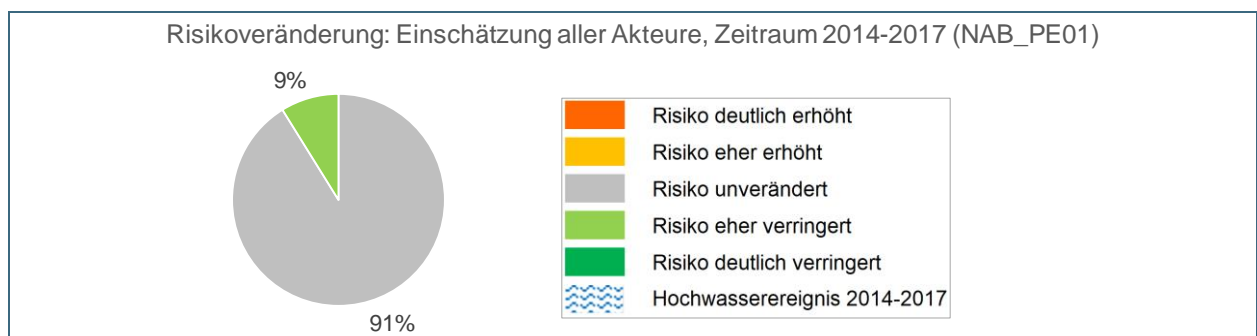 Risikoveränderung: Einschätzung aller Akteure, Zeitraum 2014-2017 (NAB_PE01)
9%
91%
Risiko deutlich erhöht
Risiko eher erhöht
Risiko unverändert
Risiko eher verringert
Risiko deutlich verringert
Hochwasserereignis 2014-2017